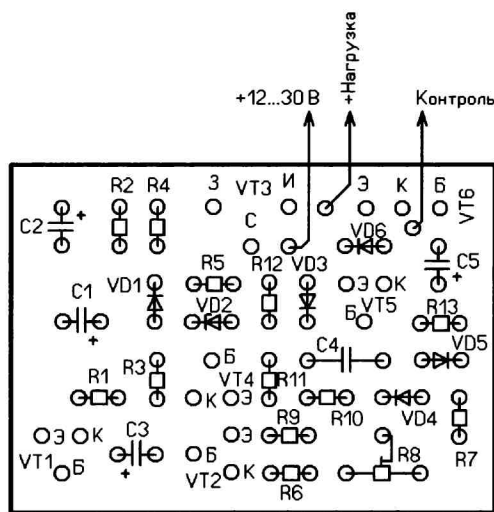 +12...30 В
+Нагрузка
Контроль
C2 + R2 R4 З VT3 И Э К Б VT6
С VD6
C5 +
VD1 R5 R12 VD3 Э К VT5
C1 + VD2 Б R13
R3 Б C4 VD5
R1 К VT4 Э R11 R10 VD4
Э К C3 + Э R9 R8 R7
VT1 Б Б VT2 К R6